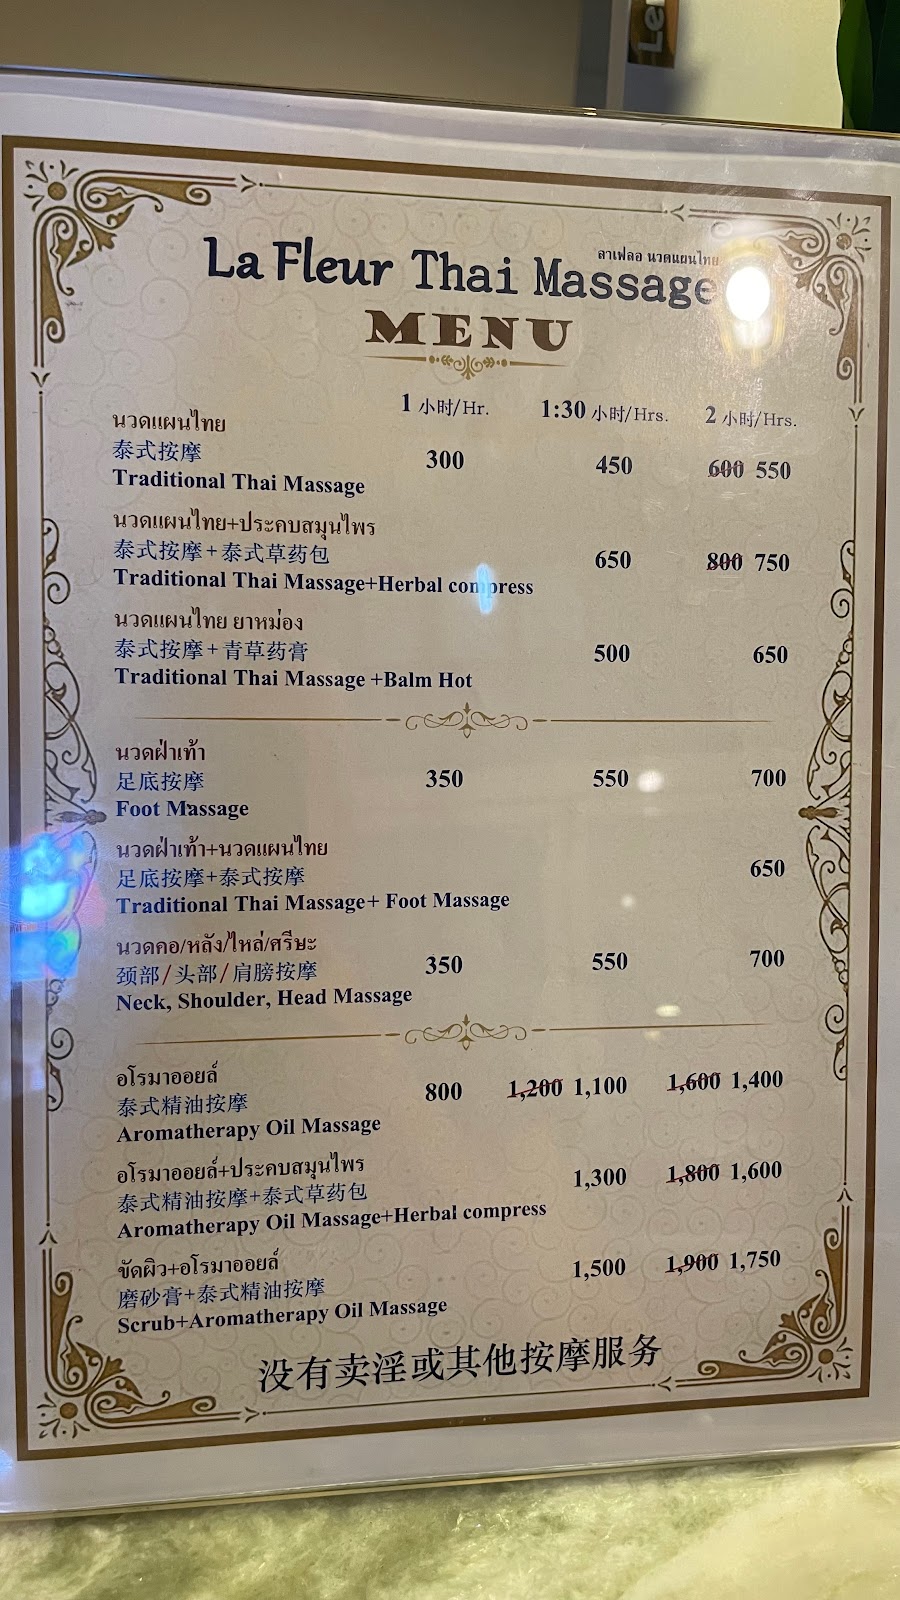 Le
ลาเฟลอ นวดแผนไทย
La Fleur Thai Massage
MENU
1 小时/Hr. 1:30 小时/Hrs. 2 小时/Hrs.
นวดแผนไทย
泰式按摩 300 450 600 550
Traditional Thai Massage
นวดแผนไทย+ประคบสมุนไพร
泰式按摩+泰式草药包 650 800 750
Traditional Thai Massage+Herbal compress
นวดแผนไทย ยาหม่อง
泰式按摩+青草药膏 500 650
Traditional Thai Massage +Balm Hot
นวดฝ่าเท้า
足底按摩 350 550 700
Foot Massage
นวดฝ่าเท้า+นวดแผนไทย
足底按摩+泰式按摩 650
Traditional Thai Massage+ Foot Massage
นวดคอ/หลัง/ไหล่/ศรีษะ
颈部/头部/肩膀按摩 350 550 700
Neck, Shoulder, Head Massage
อโรมาออยล์
泰式精油按摩 800 1,200 1,100 1,600 1,400
Aromatherapy Oil Massage
อโรมาออยล์+ประคบสมุนไพร
泰式精油按摩+泰式草药包 1,300 1,800 1,600
Aromatherapy Oil Massage+Herbal compress
ขัดผิว+อโรมาออยล์
磨砂膏+泰式精油按摩 1,500 1,900 1,750
Scrub+Aromatherapy Oil Massage
没有卖淫或其他按摩服务